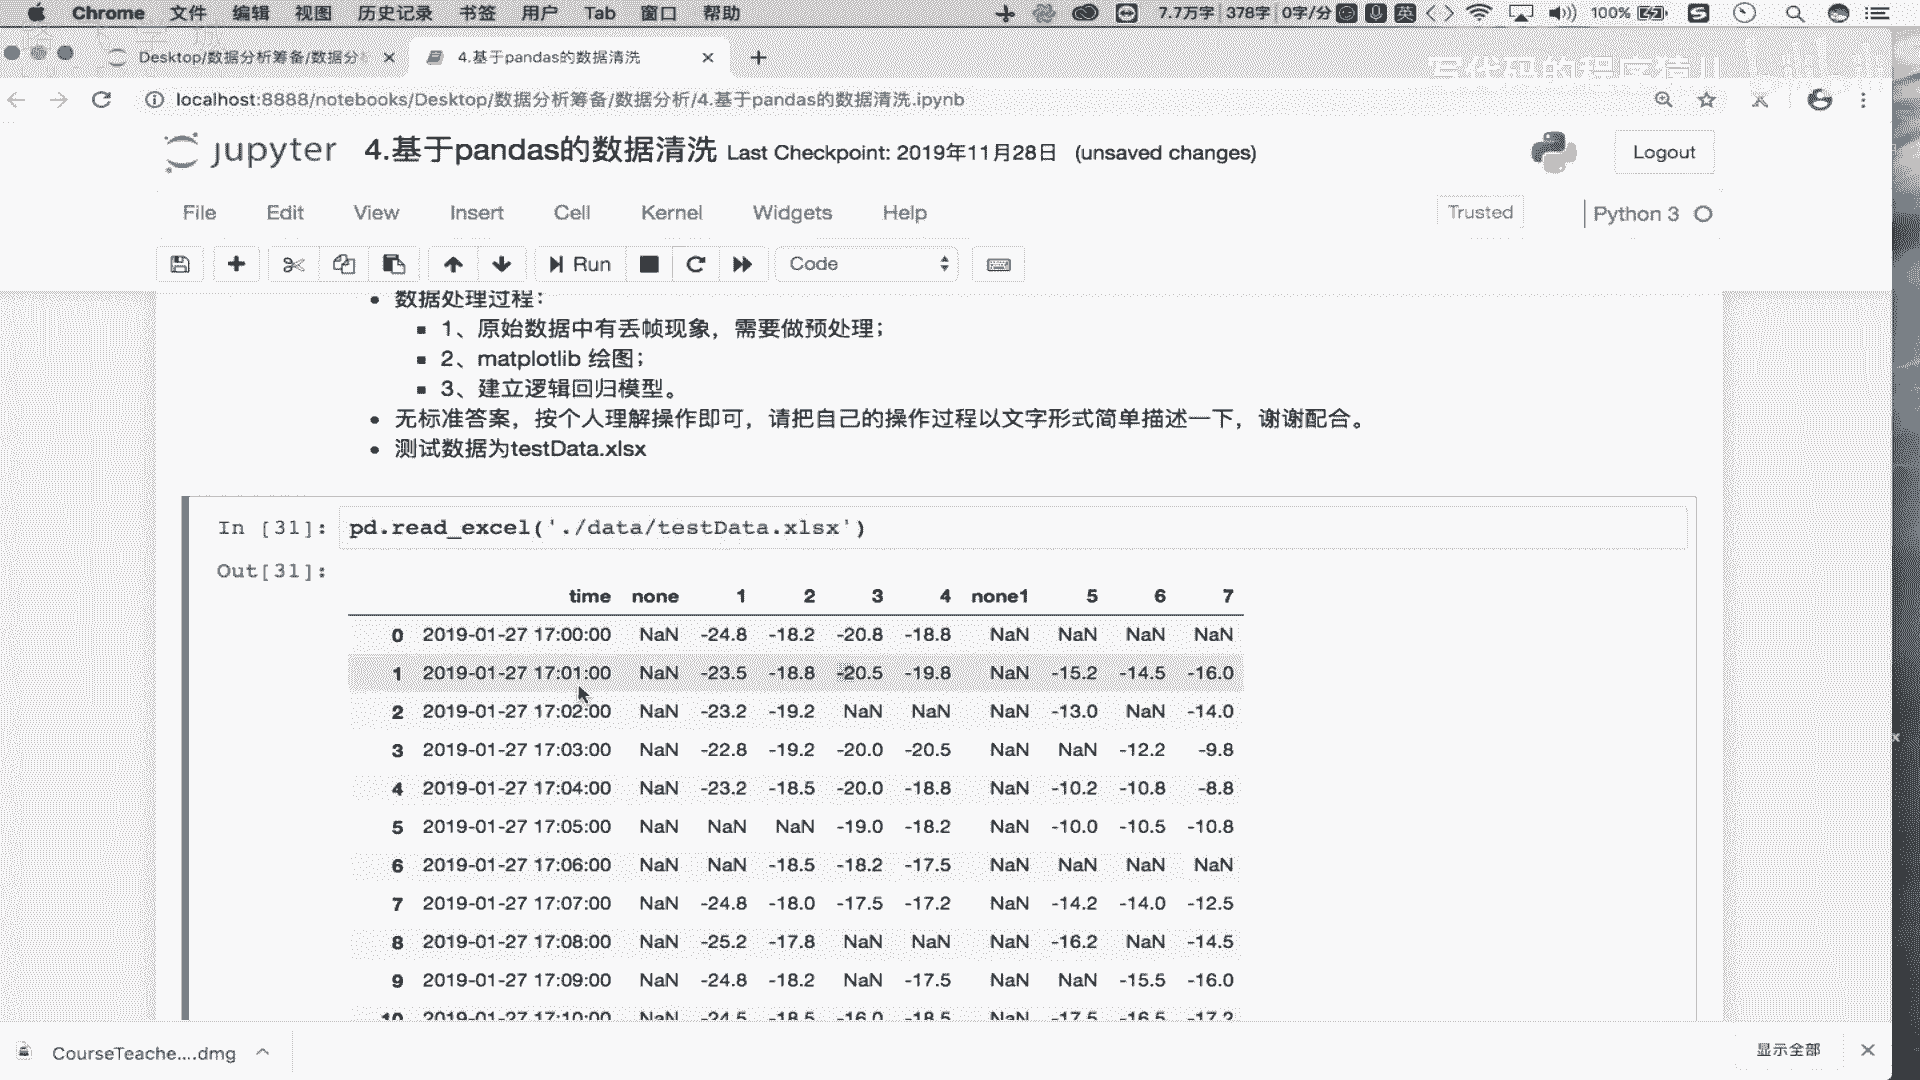 Chrome 文件 编辑 视图 历史记录 书签 用户 Tab 窗口 帮助 7.7万字 378字 0字/分 英 100%
Desktop/数据分析筹备/数据分 4.基于pandas的数据清洗
写代码的程序猿儿 bilibili
localhost:8888/notebooks/Desktop/数据分析筹备/数据分析/4.基于pandas的数据清洗.ipynb
jupyter 4.基于pandas的数据清洗 Last Checkpoint: 2019年11月28日 (unsaved changes) Logout
File Edit View Insert Cell Kernel Widgets Help Trusted Python 3
Run Code
数据处理过程：
1、原始数据中有丢帧现象，需要做预处理；
2、matplotlib 绘图；
3、建立逻辑回归模型。
无标准答案，按个人理解操作即可，请把自己的操作过程以文字形式简单描述一下，谢谢配合。
测试数据为testData.xlsx
In [31]: pd.read_excel('./data/testData.xlsx')
Out[31]:
time none 1 2 3 4 none1 5 6 7
0 2019-01-27 17:00:00 NaN -24.8 -18.2 -20.8 -18.8 NaN NaN NaN NaN
1 2019-01-27 17:01:00 NaN -23.5 -18.8 -20.5 -19.8 NaN -15.2 -14.5 -16.0
2 2019-01-27 17:02:00 NaN -23.2 -19.2 NaN NaN NaN -13.0 NaN -14.0
3 2019-01-27 17:03:00 NaN -22.8 -19.2 -20.0 -20.5 NaN NaN -12.2 -9.8
4 2019-01-27 17:04:00 NaN -23.2 -18.5 -20.0 -18.8 NaN -10.2 -10.8 -8.8
5 2019-01-27 17:05:00 NaN NaN NaN -19.0 -18.2 NaN -10.0 -10.5 -10.8
6 2019-01-27 17:06:00 NaN NaN -18.5 -18.2 -17.5 NaN NaN NaN NaN
7 2019-01-27 17:07:00 NaN -24.8 -18.0 -17.5 -17.2 NaN -14.2 -14.0 -12.5
8 2019-01-27 17:08:00 NaN -25.2 -17.8 NaN NaN NaN -16.2 NaN -14.5
9 2019-01-27 17:09:00 NaN -24.8 -18.2 NaN -17.5 NaN NaN -15.5 -16.0
10 2019-01-27 17:10:00 NaN -24.5 -18.5 -16.0 -18.5 NaN -17.5 -16.5 -17.2
CourseTeache....dmg 显示全部